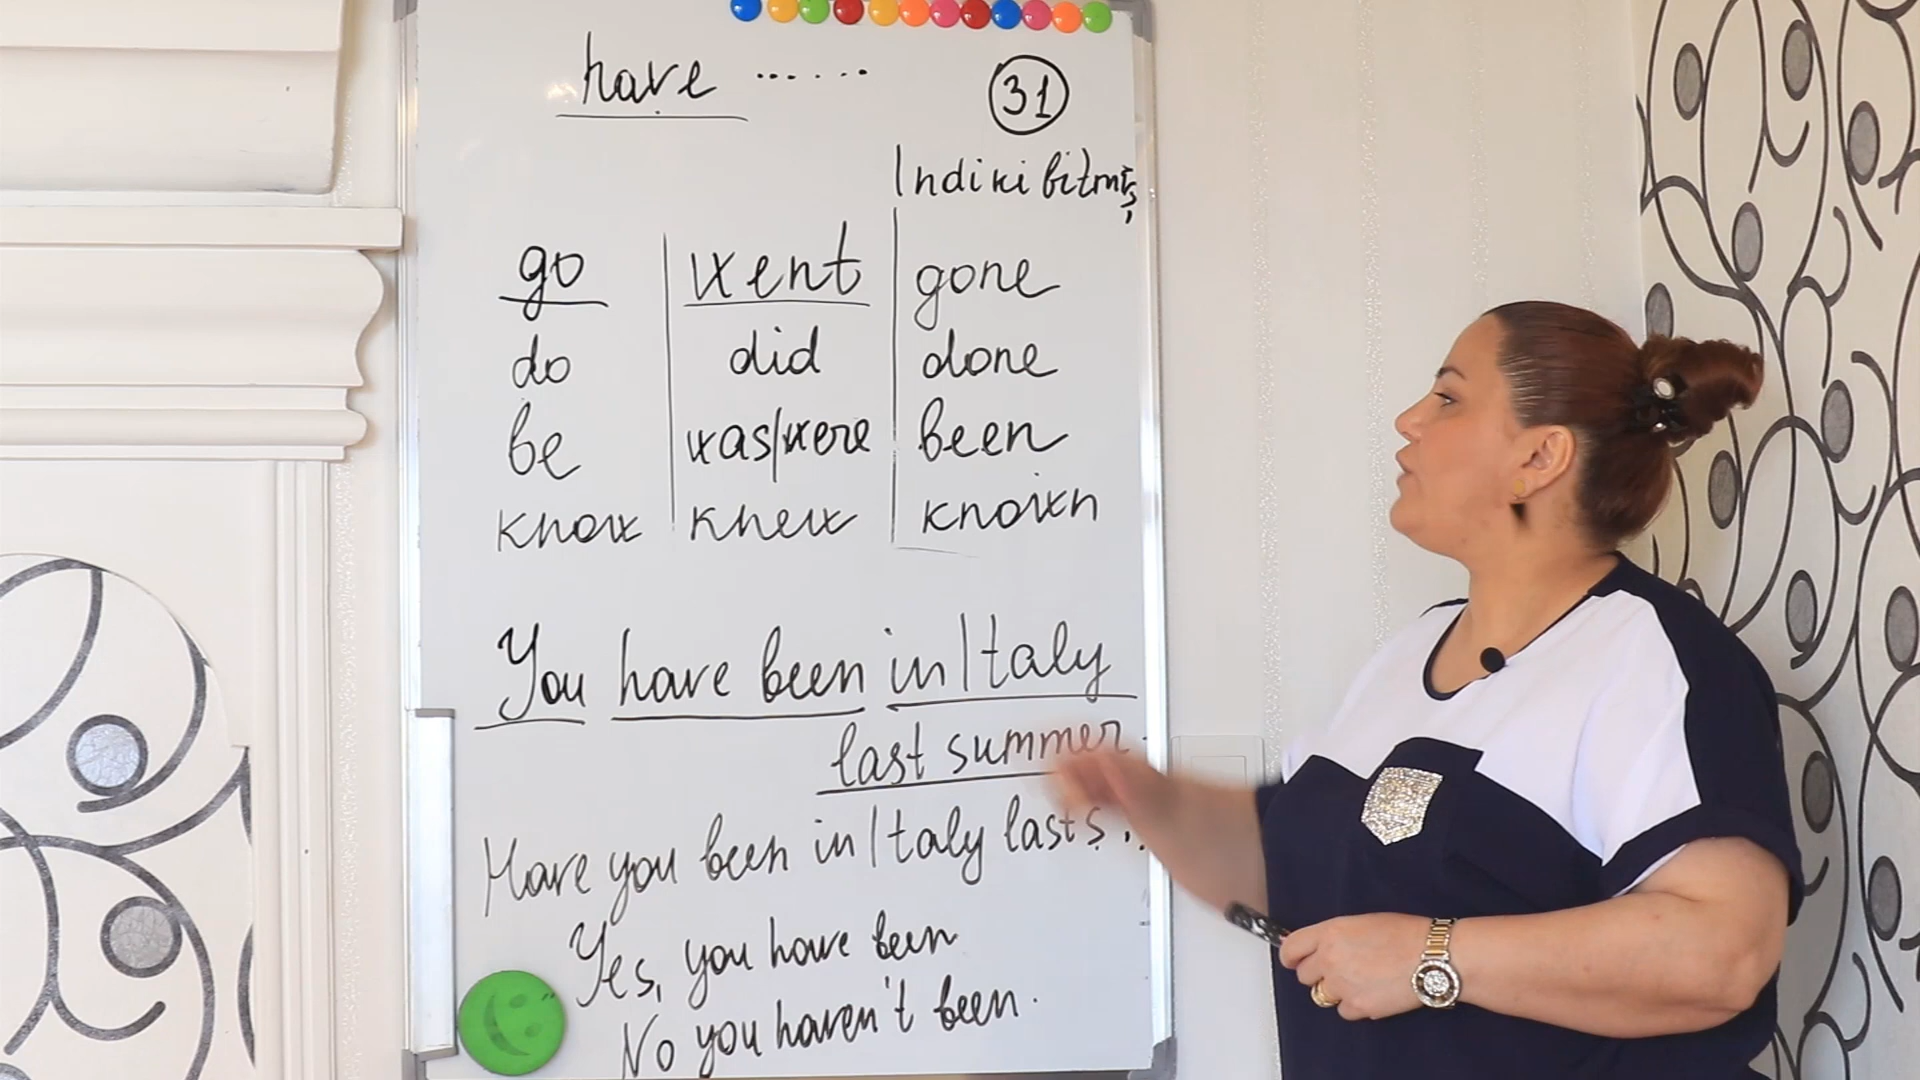 have .......
31
Indiki bitmiş
go went gone
do did done
be was/were been
know knew known
You have been in Italy
last summer
Have you been in Italy last s
Yes, you have been
No you haven't been.